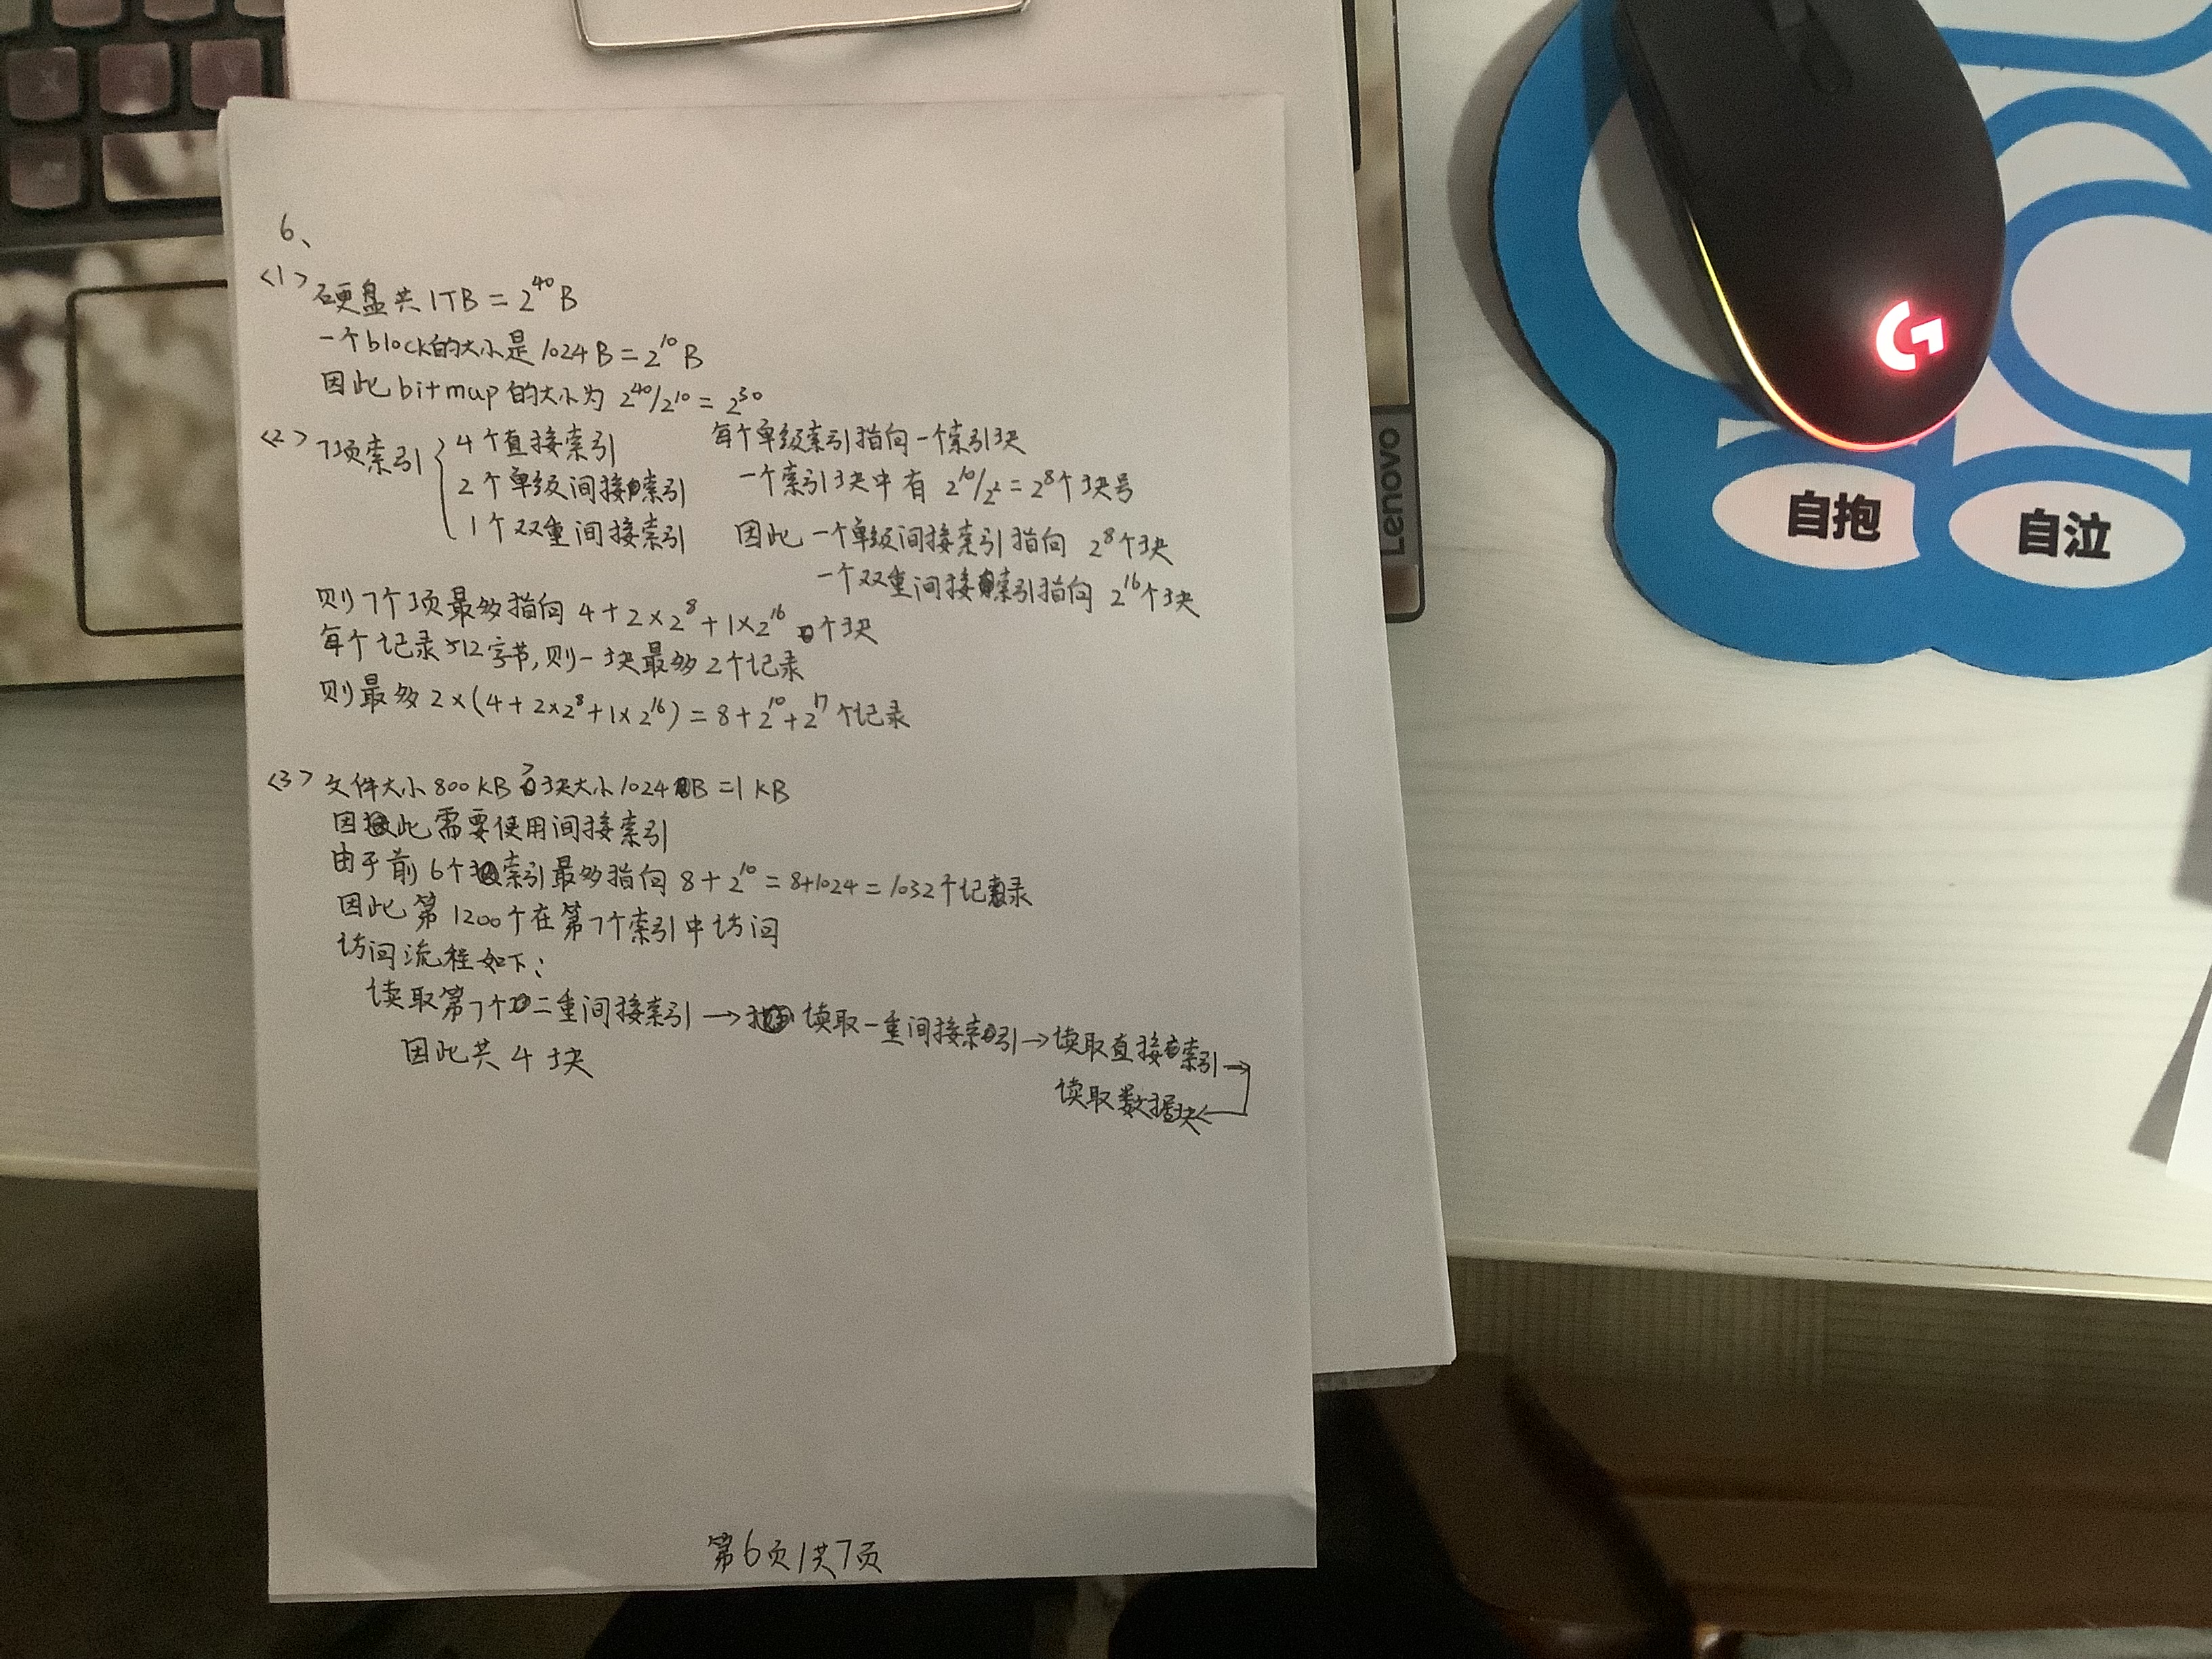 6、
<1> 硬盘共 1TB = 2^40 B
一个block的大小是 1024 B = 2^10 B
因此 bitmap 的大小为 2^40/2^10 = 2^30
<2> 7项索引 { 4个直接索引
2个单级间接索引
1个双重间接索引
每个单级索引指向一个索引块
一个索引块中有 2^10/2^2 = 2^8个块号
因此一个单级间接索引指向 2^8个块
一个双重间接索引指向 2^16个块
则7个项最多指向 4+2×2^8+1×2^16 个块
每个记录512字节,则一块最多2个记录
则最多 2×(4+2×2^8+1×2^16) = 8+2^10+2^17 个记录
<3> 文件大小 800 KB > 块大小 1024 B = 1 KB
因此需要使用间接索引
由于前6个索引最多指向 8+2^10 = 8+1024 = 1032个记录
因此第1200个在第7个索引中访问
访问流程如下:
读取第7个二重间接索引 → 读取一重间接索引 → 读取直接索引 →
读取数据块 ←
因此共 4 块
第6页/共7页
Lenovo
自抱
自泣
G